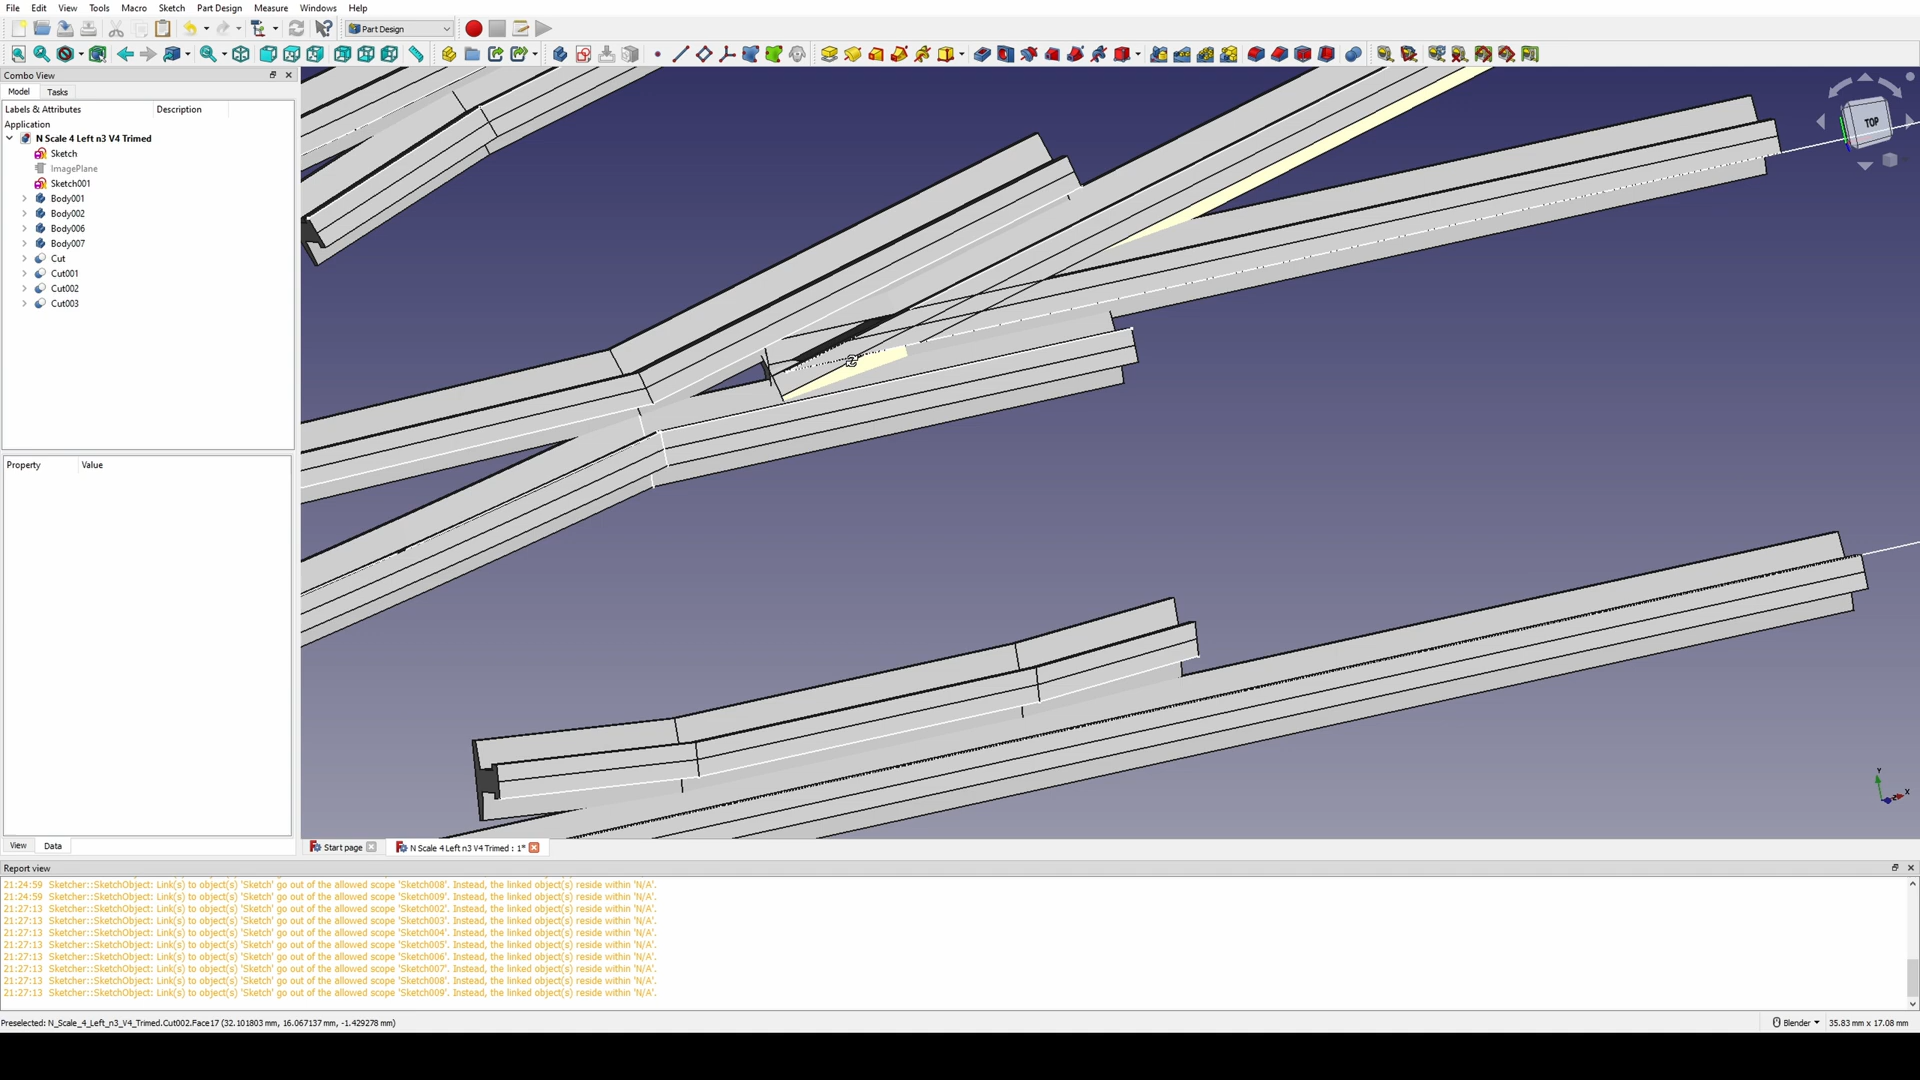 File Edit View Tools Macro Sketch Part Design Measure Windows Help
Part Design
Combo View
Model Tasks
Labels & Attributes Description
Application
N Scale 4 Left n3 V4 Trimed
Sketch
ImagePlane
Sketch001
Body001
Body002
Body006
Body007
Cut
Cut001
Cut002
Cut003
Property Value
View Data
TOP
Y
X
Start page
N Scale 4 Left n3 V4 Trimed : 1*
Report view
21:24:59 Sketcher::SketchObject: Link(s) to object(s) 'Sketch' go out of the allowed scope 'Sketch008'. Instead, the linked object(s) reside within 'N/A'.
21:24:59 Sketcher::SketchObject: Link(s) to object(s) 'Sketch' go out of the allowed scope 'Sketch009'. Instead, the linked object(s) reside within 'N/A'.
21:27:13 Sketcher::SketchObject: Link(s) to object(s) 'Sketch' go out of the allowed scope 'Sketch002'. Instead, the linked object(s) reside within 'N/A'.
21:27:13 Sketcher::SketchObject: Link(s) to object(s) 'Sketch' go out of the allowed scope 'Sketch003'. Instead, the linked object(s) reside within 'N/A'.
21:27:13 Sketcher::SketchObject: Link(s) to object(s) 'Sketch' go out of the allowed scope 'Sketch004'. Instead, the linked object(s) reside within 'N/A'.
21:27:13 Sketcher::SketchObject: Link(s) to object(s) 'Sketch' go out of the allowed scope 'Sketch005'. Instead, the linked object(s) reside within 'N/A'.
21:27:13 Sketcher::SketchObject: Link(s) to object(s) 'Sketch' go out of the allowed scope 'Sketch006'. Instead, the linked object(s) reside within 'N/A'.
21:27:13 Sketcher::SketchObject: Link(s) to object(s) 'Sketch' go out of the allowed scope 'Sketch007'. Instead, the linked object(s) reside within 'N/A'.
21:27:13 Sketcher::SketchObject: Link(s) to object(s) 'Sketch' go out of the allowed scope 'Sketch008'. Instead, the linked object(s) reside within 'N/A'.
21:27:13 Sketcher::SketchObject: Link(s) to object(s) 'Sketch' go out of the allowed scope 'Sketch009'. Instead, the linked object(s) reside within 'N/A'.
Preselected: N_Scale_4_Left_n3_V4_Trimed.Cut002.Face17 (32.101803 mm, 16.067137 mm, -1.429278 mm)
Blender 35.83 mm x 17.08 mm